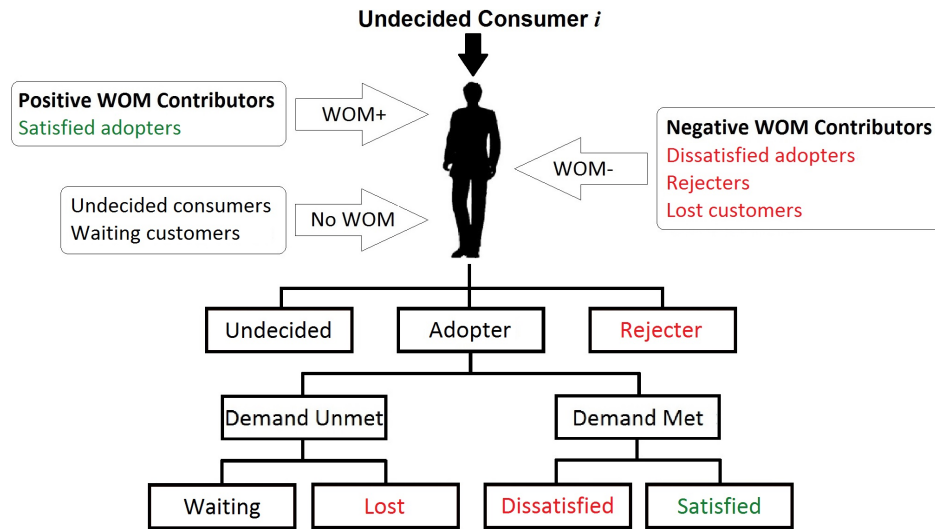 Undecided Consumer i
Positive WOM Contributors
Satisfied adopters
WOM+
Negative WOM Contributors
Dissatisfied adopters
Rejecters
Lost customers
WOM-
Undecided consumers
Waiting customers
No WOM
Undecided
Adopter
Rejecter
Demand Unmet
Demand Met
Waiting
Lost
Dissatisfied
Satisfied